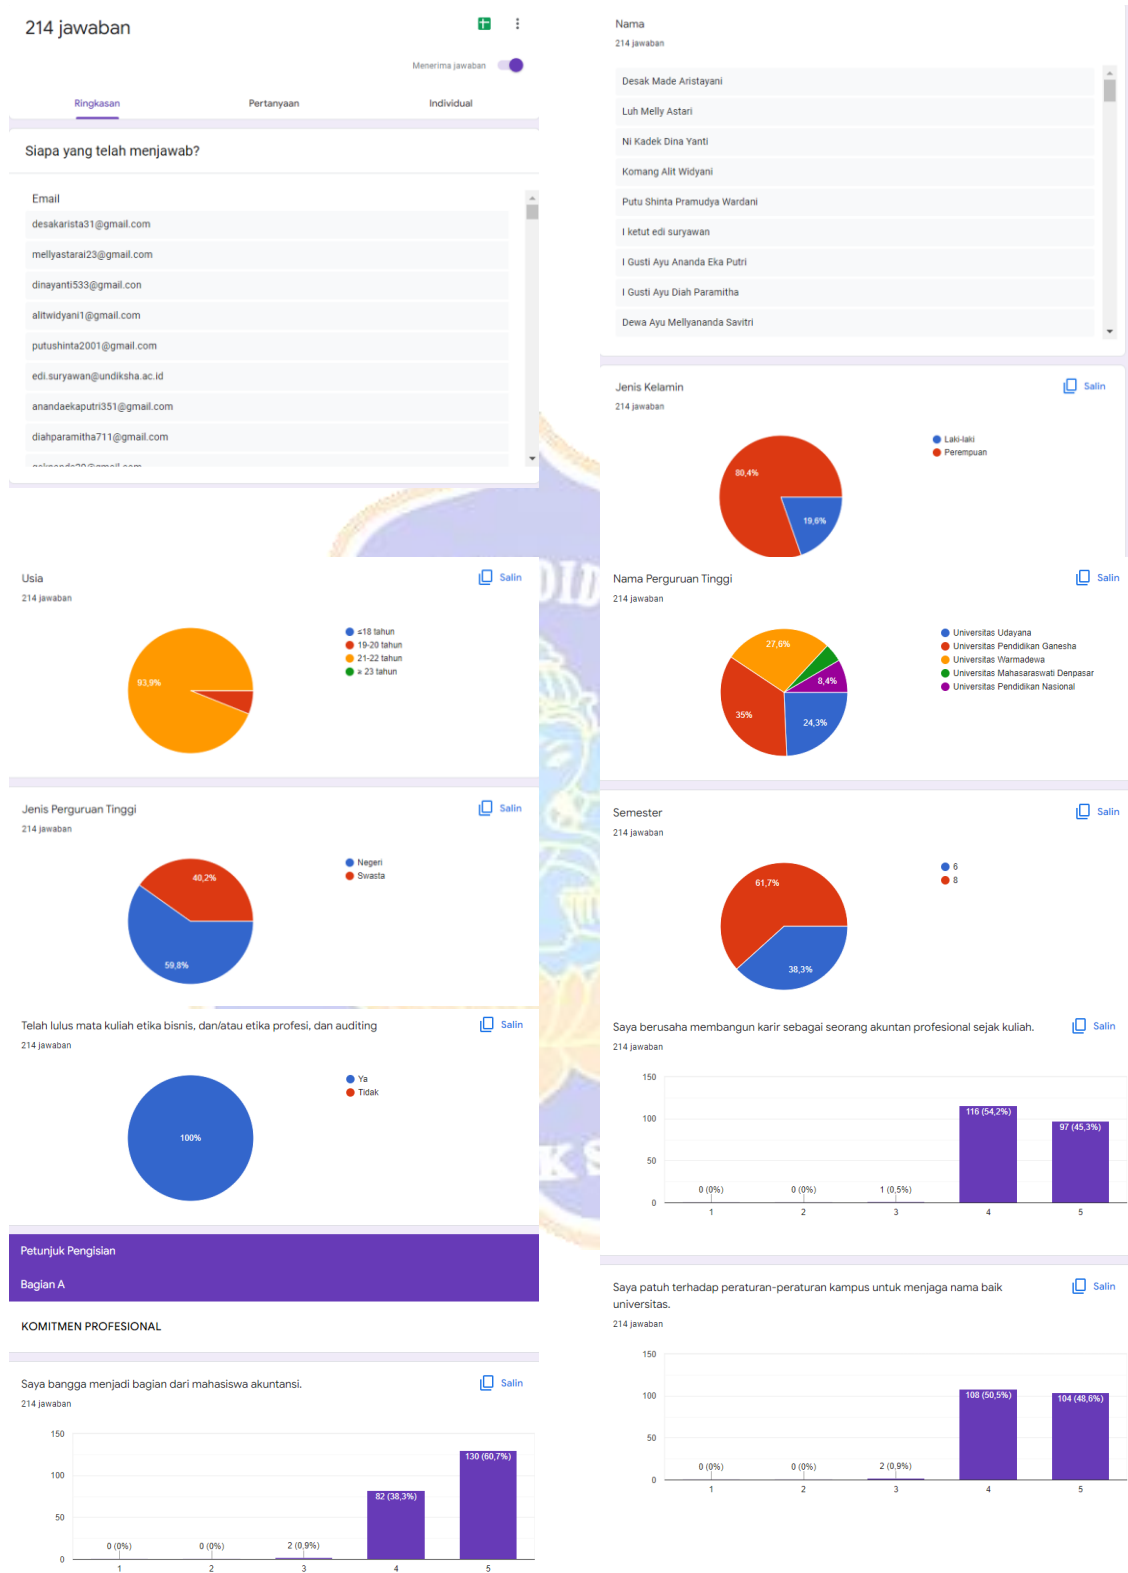 214 jawaban
Menerima jawaban
Ringkasan
Pertanyaan
Individual
Siapa yang telah menjawab?
Email
desakarista31@gmail.com
mellyastarai23@gmail.com
dinayanti533@gmail.con
alitwidyani1@gmail.com
putushinta2001@gmail.com
edi.suryawan@undiksha.ac.id
anandaekaputri351@gmail.com
diahparamitha711@gmail.com
Nama
214 jawaban
Desak Made Aristayani
Luh Melly Astari
Ni Kadek Dina Yanti
Komang Alit Widyani
Putu Shinta Pramudya Wardani
I ketut edi suryawan
I Gusti Ayu Ananda Eka Putri
I Gusti Ayu Diah Paramitha
Dewa Ayu Mellyananda Savitri
Jenis Kelamin
Salin
214 jawaban
Laki-laki
Perempuan
80,4%
19,6%
Usia
Salin
214 jawaban
≤18 tahun
19-20 tahun
21-22 tahun
≥ 23 tahun
93,9%
Nama Perguruan Tinggi
Salin
214 jawaban
Universitas Udayana
Universitas Pendidikan Ganesha
Universitas Warmadewa
Universitas Mahasaraswati Denpasar
Universitas Pendidikan Nasional
27,6%
8,4%
35%
24,3%
Jenis Perguruan Tinggi
Salin
214 jawaban
Negeri
Swasta
40,2%
59,8%
Semester
Salin
214 jawaban
6
8
61,7%
38,3%
Telah lulus mata kuliah etika bisnis, dan/atau etika profesi, dan auditing
Salin
214 jawaban
Ya
Tidak
100%
Saya berusaha membangun karir sebagai seorang akuntan profesional sejak kuliah.
Salin
214 jawaban
150
100
50
0
0 (0%)
0 (0%)
1 (0,5%)
116 (54,2%)
97 (45,3%)
1
2
3
4
5
Petunjuk Pengisian
Bagian A
KOMITMEN PROFESIONAL
Saya bangga menjadi bagian dari mahasiswa akuntansi.
Salin
214 jawaban
150
100
50
0
0 (0%)
0 (0%)
2 (0,9%)
82 (38,3%)
130 (60,7%)
1
2
3
4
5
Saya patuh terhadap peraturan-peraturan kampus untuk menjaga nama baik
universitas.
Salin
214 jawaban
150
100
50
0
0 (0%)
0 (0%)
2 (0,9%)
108 (50,5%)
104 (48,6%)
1
2
3
4
5